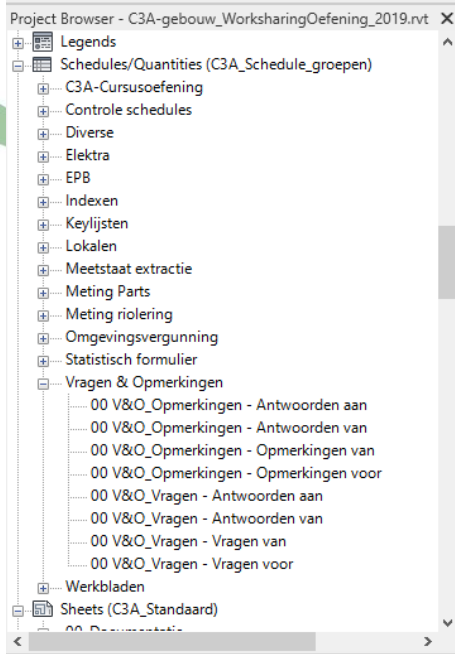 Project Browser - C3A-gebouw_WorksharingOefening_2019.rvt
Legends
Schedules/Quantities (C3A_Schedule_groepen)
C3A-Cursusoefening
Controle schedules
Diverse
Elektra
EPB
Indexen
Keylijsten
Lokalen
Meetstaat extractie
Meting Parts
Meting riolering
Omgevingsvergunning
Statistisch formulier
Vragen & Opmerkingen
00 V&O_Opmerkingen - Antwoorden aan
00 V&O_Opmerkingen - Antwoorden van
00 V&O_Opmerkingen - Opmerkingen van
00 V&O_Opmerkingen - Opmerkingen voor
00 V&O_Vragen - Antwoorden aan
00 V&O_Vragen - Antwoorden van
00 V&O_Vragen - Vragen van
00 V&O_Vragen - Vragen voor
Werkbladen
Sheets (C3A_Standaard)
00_Documentatie